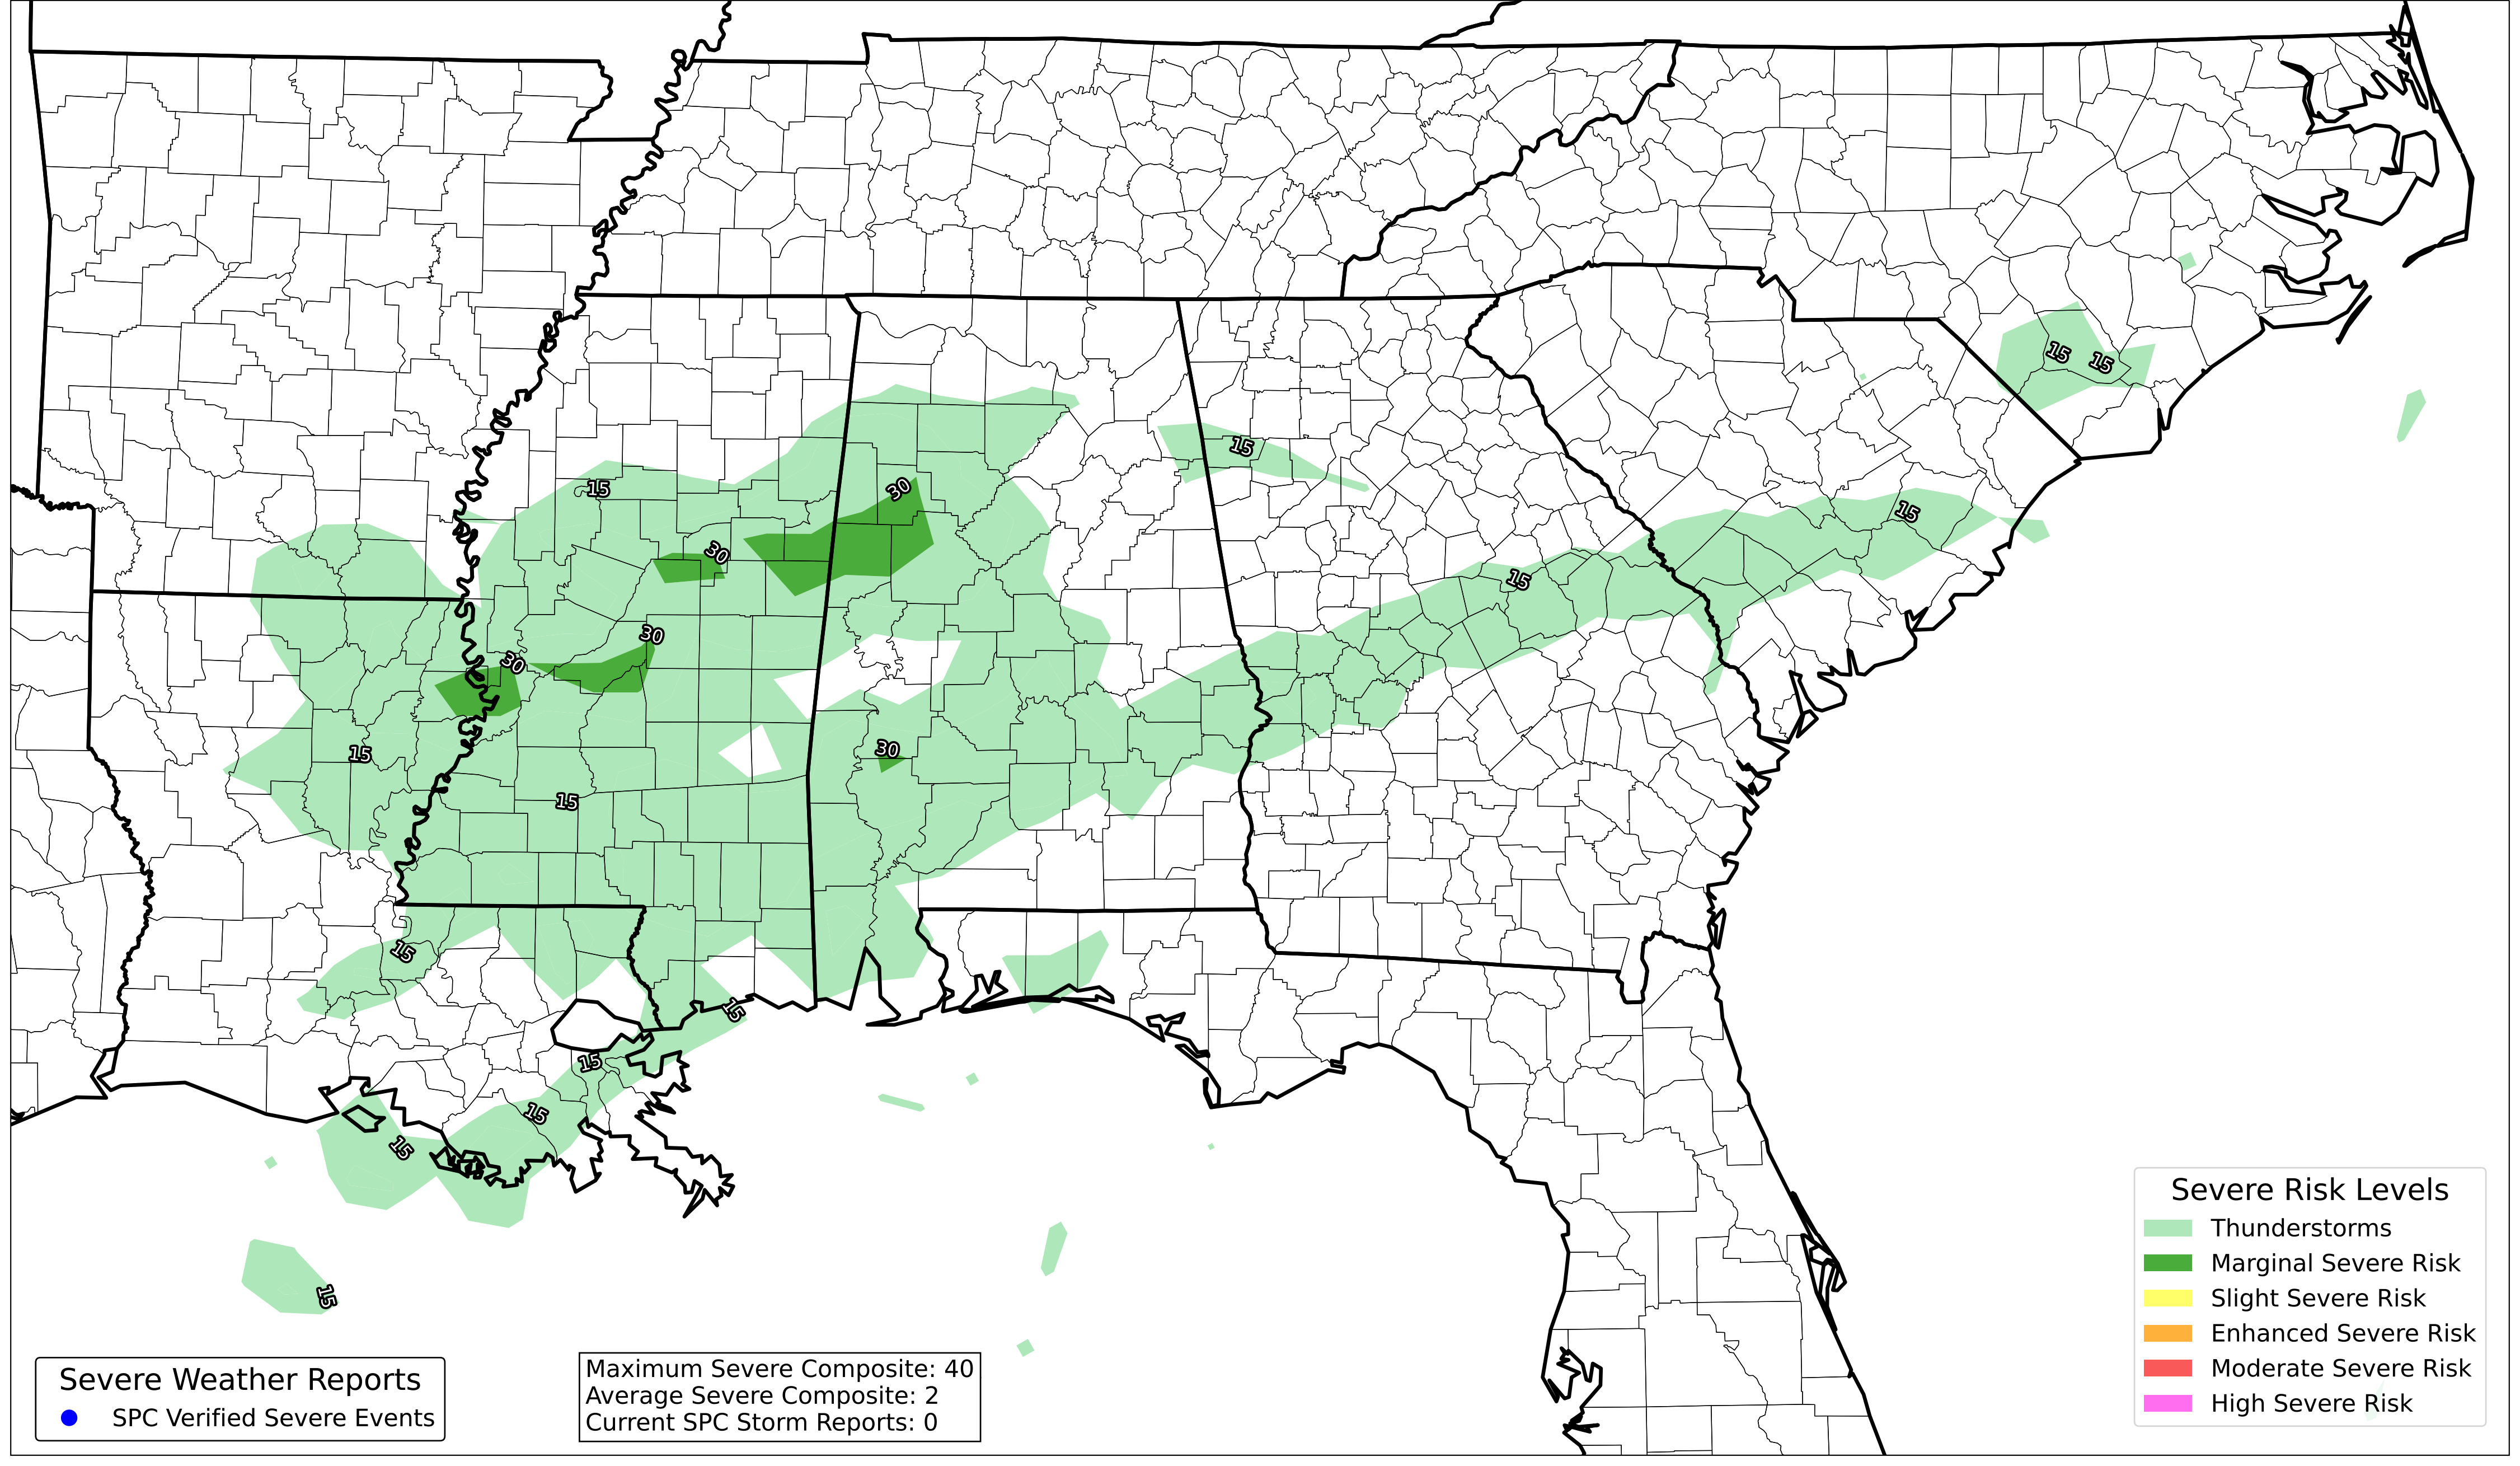 15
15
15
30
15
15
30
15
30
30
30
15
15
15
15
15
15
15
15
Severe Risk Levels
Thunderstorms
Marginal Severe Risk
Slight Severe Risk
Enhanced Severe Risk
Moderate Severe Risk
High Severe Risk
Severe Weather Reports
SPC Verified Severe Events
Maximum Severe Composite: 40
Average Severe Composite: 2
Current SPC Storm Reports: 0